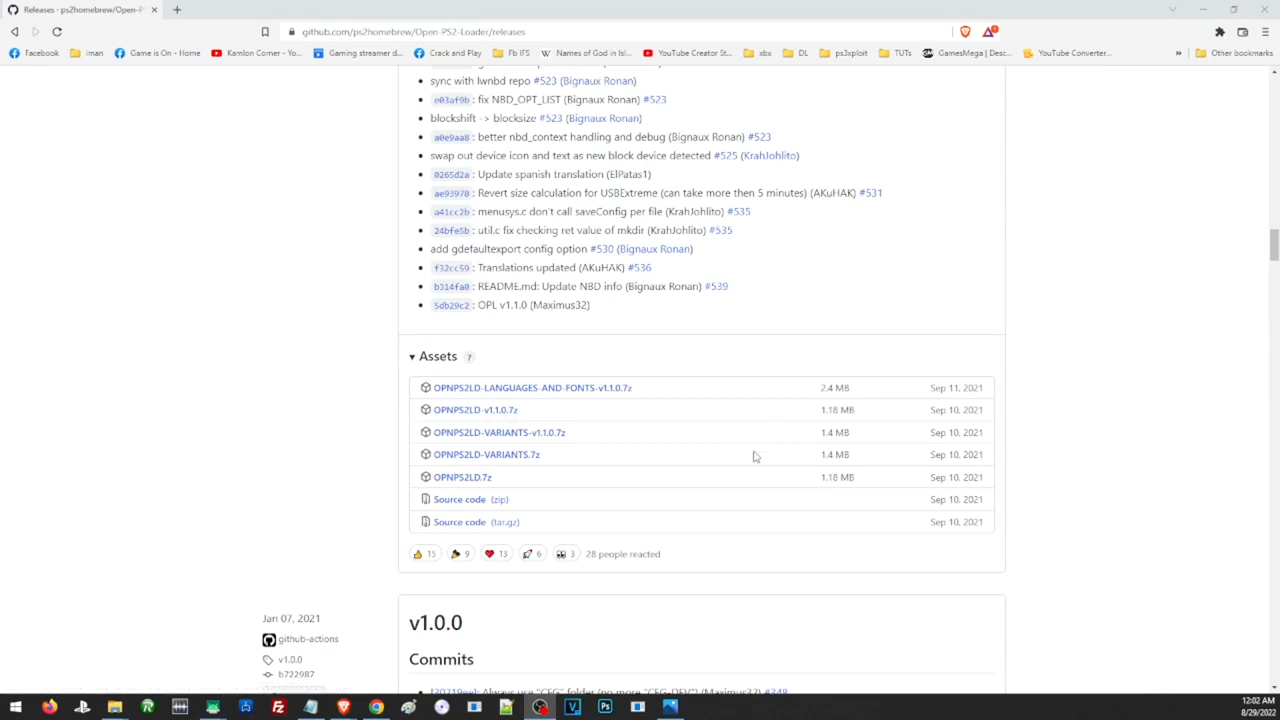 Releases · ps2homebrew/Open-P
github.com/ps2homebrew/Open-PS2-Loader/releases
Facebook
iman
Game is On - Home
Kamlon Corner - Yo...
Gaming streamer d...
Crack and Play
Fb IFS
Names of God in Isl...
YouTube Creator St...
xbx
DL
ps3xploit
TUTs
GamesMega | Desc...
YouTube Converter...
»
Other bookmarks
sync with lwnbd repo #523 (Bignaux Ronan)
e03af9b : fix NBD_OPT_LIST (Bignaux Ronan) #523
blockshift -> blocksize #523 (Bignaux Ronan)
a0e9aa8 : better nbd_context handling and debug (Bignaux Ronan) #523
swap out device icon and text as new block device detected #525 (KrahJohlito)
0265d2a : Update spanish translation (ElPatas1)
ae93970 : Revert size calculation for USBExtreme (can take more then 5 minutes) (AKuHAK) #531
a41cc2b : menusys.c don't call saveConfig per file (KrahJohlito) #535
24bfe5b : util.c fix checking ret value of mkdir (KrahJohlito) #535
add gdefaultexport config option #530 (Bignaux Ronan)
f32cc59 : Translations updated (AKuHAK) #536
b314fa0 : README.md: Update NBD info (Bignaux Ronan) #539
5db29c2 : OPL v1.1.0 (Maximus32)
Assets 7
OPNPS2LD-LANGUAGES-AND-FONTS-v1.1.0.7z 2.4 MB Sep 11, 2021
OPNPS2LD-v1.1.0.7z 1.18 MB Sep 10, 2021
OPNPS2LD-VARIANTS-v1.1.0.7z 1.4 MB Sep 10, 2021
OPNPS2LD-VARIANTS.7z 1.4 MB Sep 10, 2021
OPNPS2LD.7z 1.18 MB Sep 10, 2021
Source code (zip) Sep 10, 2021
Source code (tar.gz) Sep 10, 2021
15 9 13 6 3 28 people reacted
Jan 07, 2021
github-actions
v1.0.0
b722987
v1.0.0
Commits
[30219ee]: Always use "CFG" folder (no more "CFG-DEV") (Maximus32) #348
12:02 AM
8/29/2022